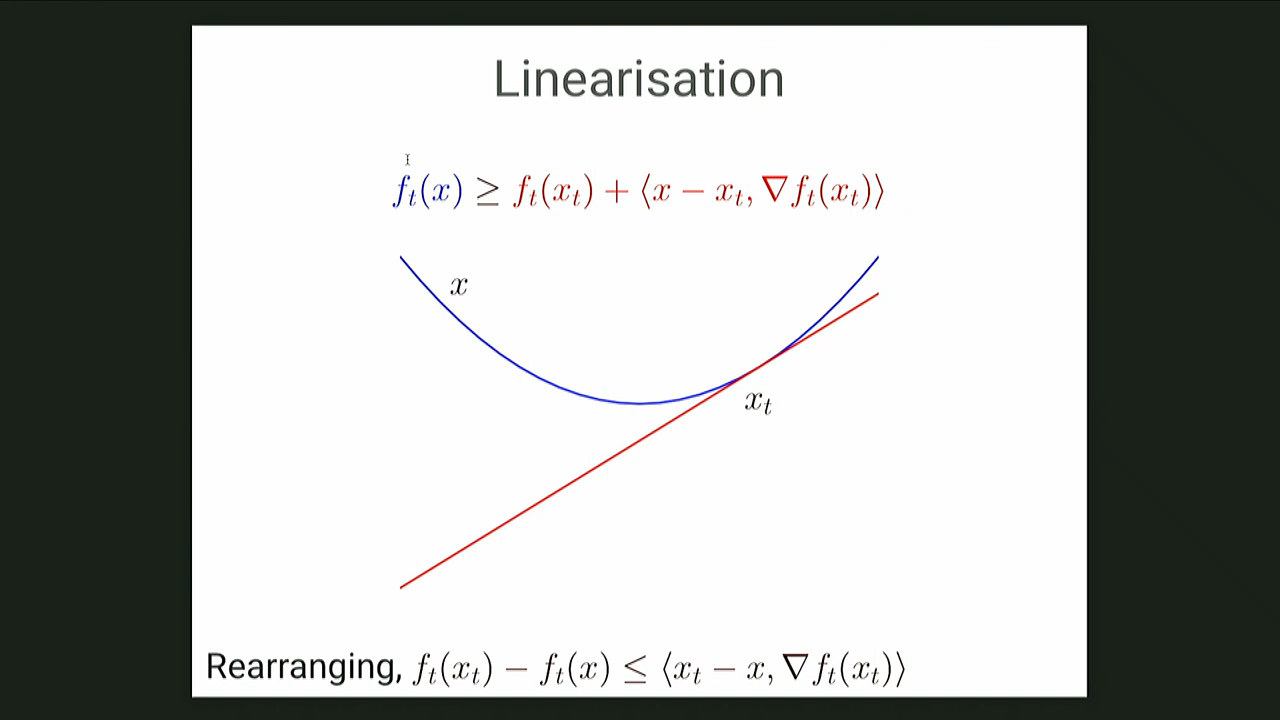 Linearisation
f_t(x) ≥ f_t(x_t) + ⟨x − x_t, ∇f_t(x_t)⟩
x
x_t
Rearranging, f_t(x_t) − f_t(x) ≤ ⟨x_t − x, ∇f_t(x_t)⟩